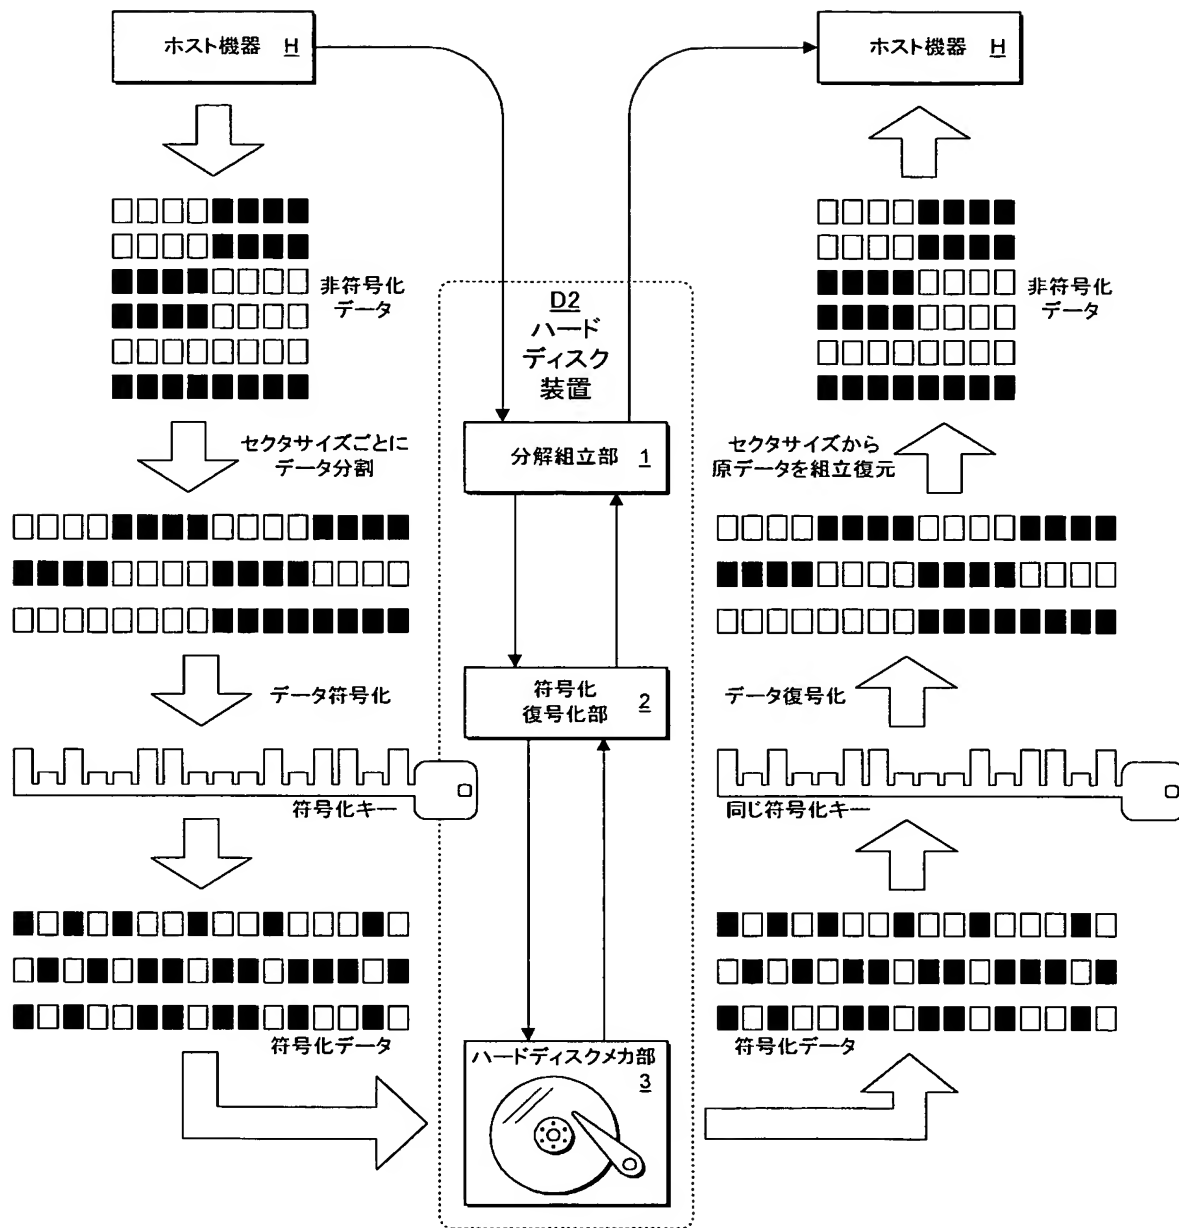 ホスト機器 H
ホスト機器 H
非符号化
データ
非符号化
データ
D2
ハード
ディスク
装置
セクタサイズごとに
データ分割
分解組立部 1
セクタサイズから
原データを組立復元
データ符号化
符号化
復号化部 2
データ復号化
符号化キー
同じ符号化キー
符号化データ
ハードディスクメカ部
3
符号化データ